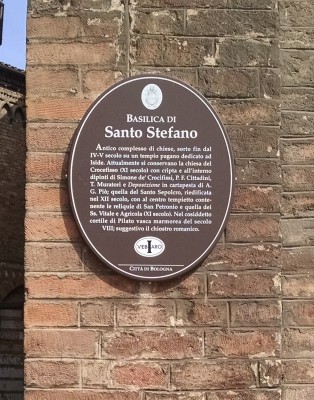 BASILICA DI
Santo Stefano
Antico complesso di chiese, sorto fin dal
IV-V secolo su un tempio pagano dedicato ad
Iside. Attualmente si conservano la chiesa del
Crocefisso (XI secolo) con cripta e all'interno
dipinti di Simone de' Crocifissi, P. F. Cittadini,
T. Muratori e Deposizione in cartapesta di A.
G. Piò; quella del Santo Sepolcro, riedificata
nel XII secolo, con al centro tempietto conte-
nente le reliquie di San Petronio e quella dei
Ss. Vitale e Agricola (XI secolo). Nel cosiddetto
cortile di Pilato vasca marmorea del secolo
VIII; suggestivo il chiostro romanico.
I
CITTÀ DI BOLOGNA